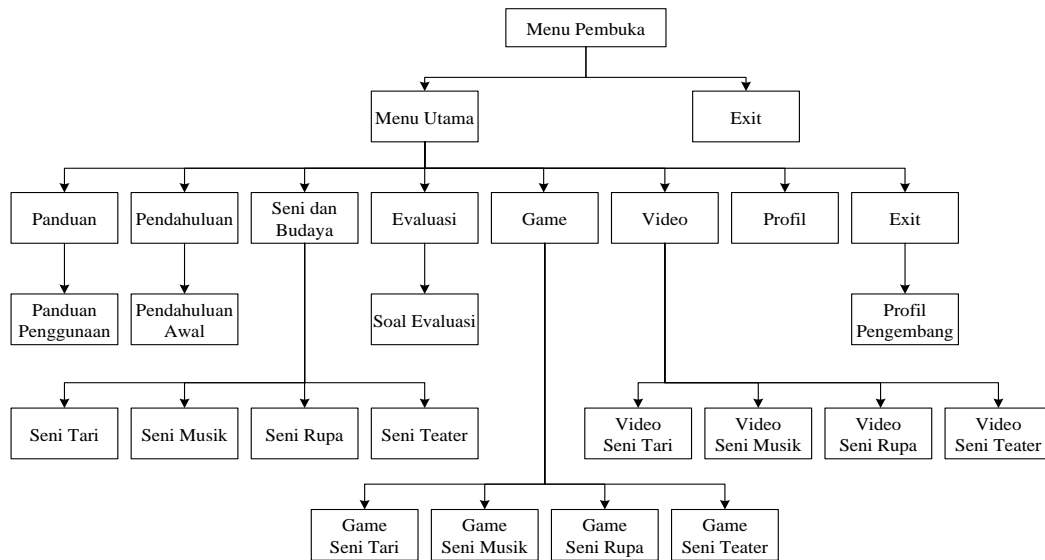 Menu Pembuka
Menu Utama
Exit
Panduan
Pendahuluan
Seni dan
Budaya
Evaluasi
Game
Video
Profil
Exit
Panduan
Penggunaan
Pendahuluan
Awal
Soal Evaluasi
Profil
Pengembang
Seni Tari
Seni Musik
Seni Rupa
Seni Teater
Video
Seni Tari
Video
Seni Musik
Video
Seni Rupa
Video
Seni Teater
Game
Seni Tari
Game
Seni Musik
Game
Seni Rupa
Game
Seni Teater